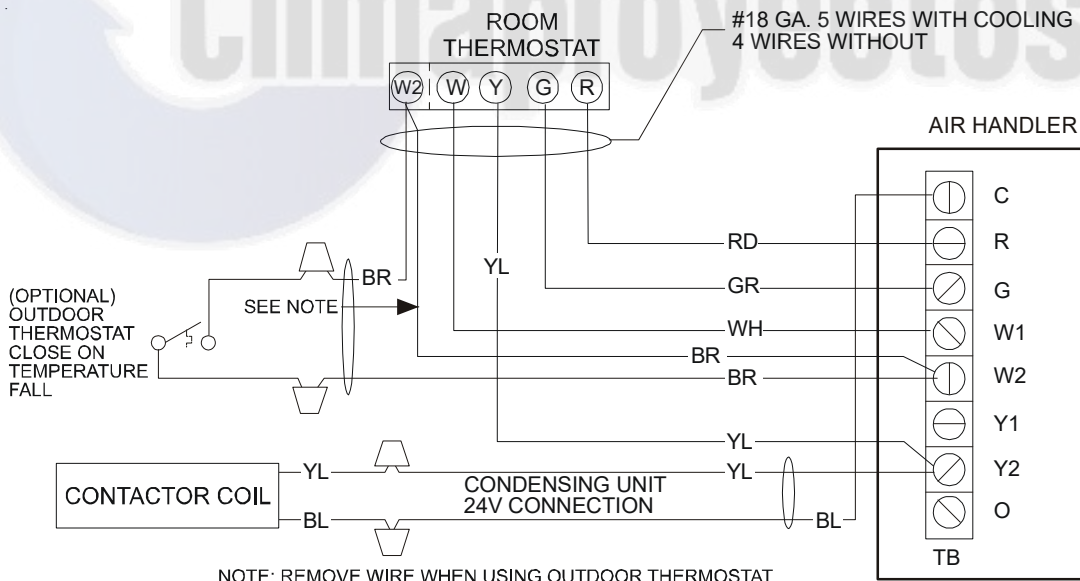 Climaproyectos
ROOM
THERMOSTAT
#18 GA. 5 WIRES WITH COOLING
4 WIRES WITHOUT
W2 W Y G R
AIR HANDLER
C
RD
R
GR
G
WH
W1
BR
W2
BR
Y1
YL
YL
Y2
O
TB
BR
YL
SEE NOTE
(OPTIONAL)
OUTDOOR
THERMOSTAT
CLOSE ON
TEMPERATURE
FALL
CONTACTOR COIL
YL
BL
CONDENSING UNIT
24V CONNECTION
BL
NOTE: REMOVE WIRE WHEN USING OUTDOOR THERMOSTAT